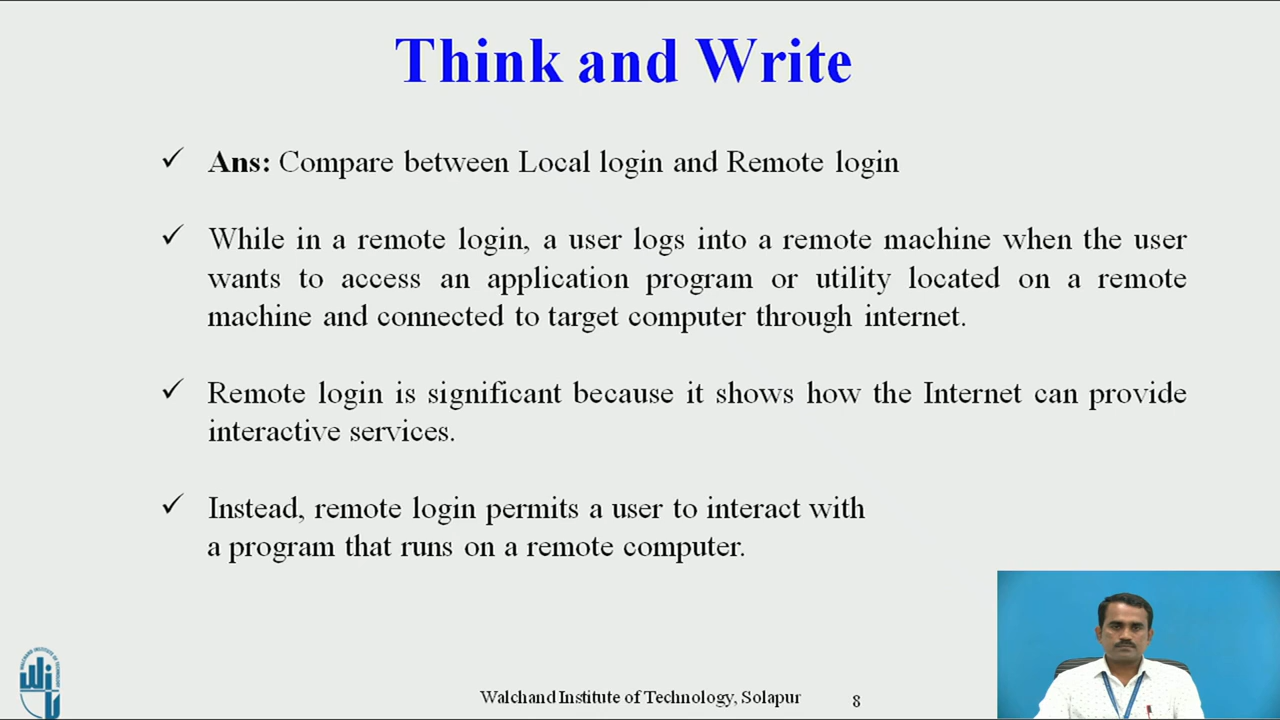 Think and Write
✓ Ans: Compare between Local login and Remote login
✓ While in a remote login, a user logs into a remote machine when the user
wants to access an application program or utility located on a remote
machine and connected to target computer through internet.
✓ Remote login is significant because it shows how the Internet can provide
interactive services.
✓ Instead, remote login permits a user to interact with
a program that runs on a remote computer.
WALCHAND INSTITUTE OF TECHNOLOGY
Walchand Institute of Technology, Solapur
8